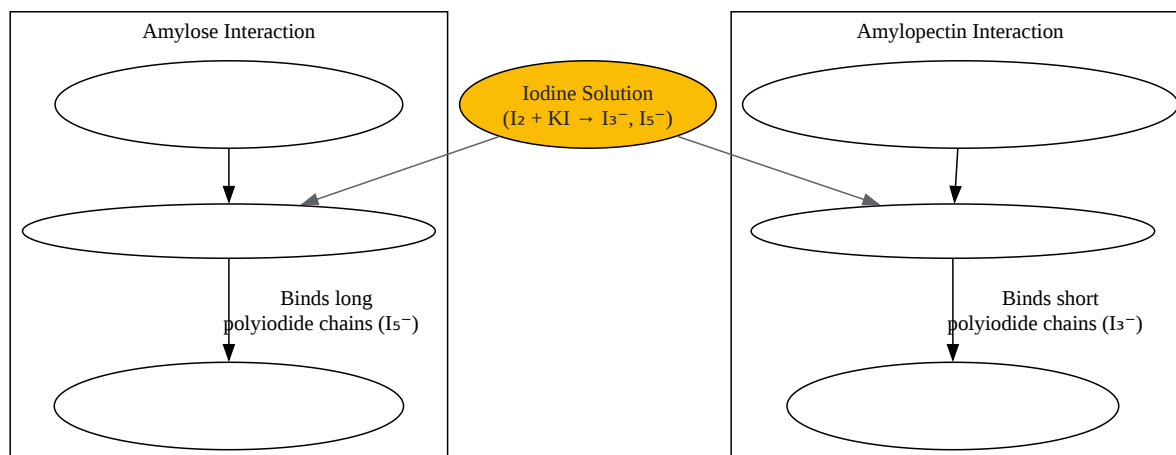 Amylose Interaction
Iodine Solution
(I₂ + KI → I₃⁻, I₅⁻)
Amylopectin Interaction
Binds long
polyiodide chains (I₅⁻)
Binds short
polyiodide chains (I₃⁻)